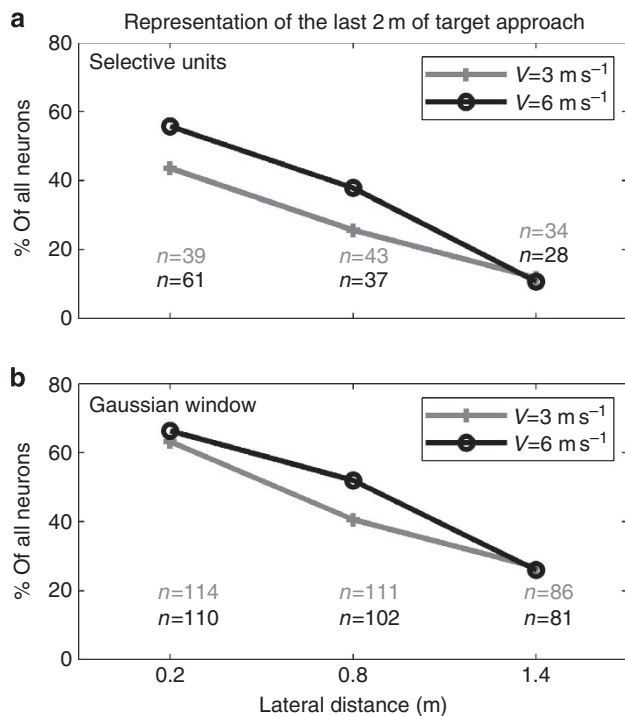 a
Representation of the last 2 m of target approach
80
Selective units
V=3 m s⁻¹
V=6 m s⁻¹
60
40
20
0
% Of all neurons
n=39
n=61
n=43
n=37
n=34
n=28
b
80
Gaussian window
V=3 m s⁻¹
V=6 m s⁻¹
60
40
20
0
% Of all neurons
n=114
n=110
n=111
n=102
n=86
n=81
0.2
0.8
1.4
Lateral distance (m)